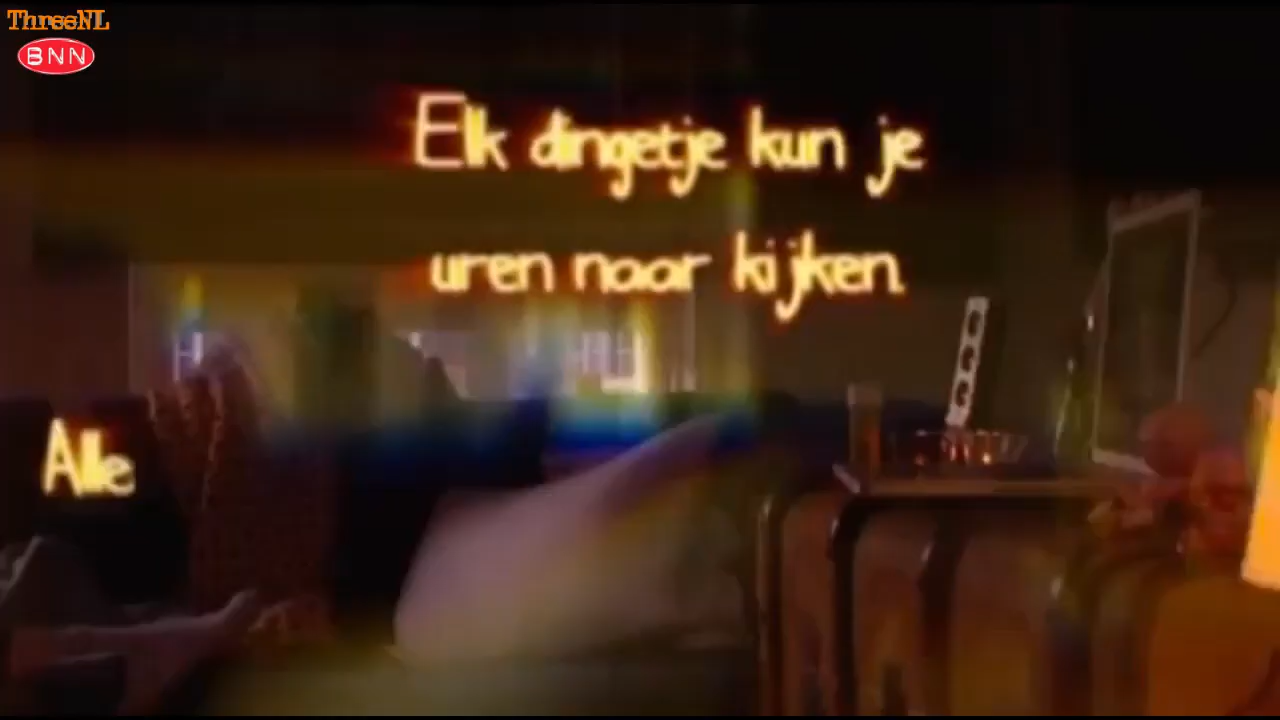 ThreeNL
BNN
Elk dingetje kun je
uren naar kijken.
Alle